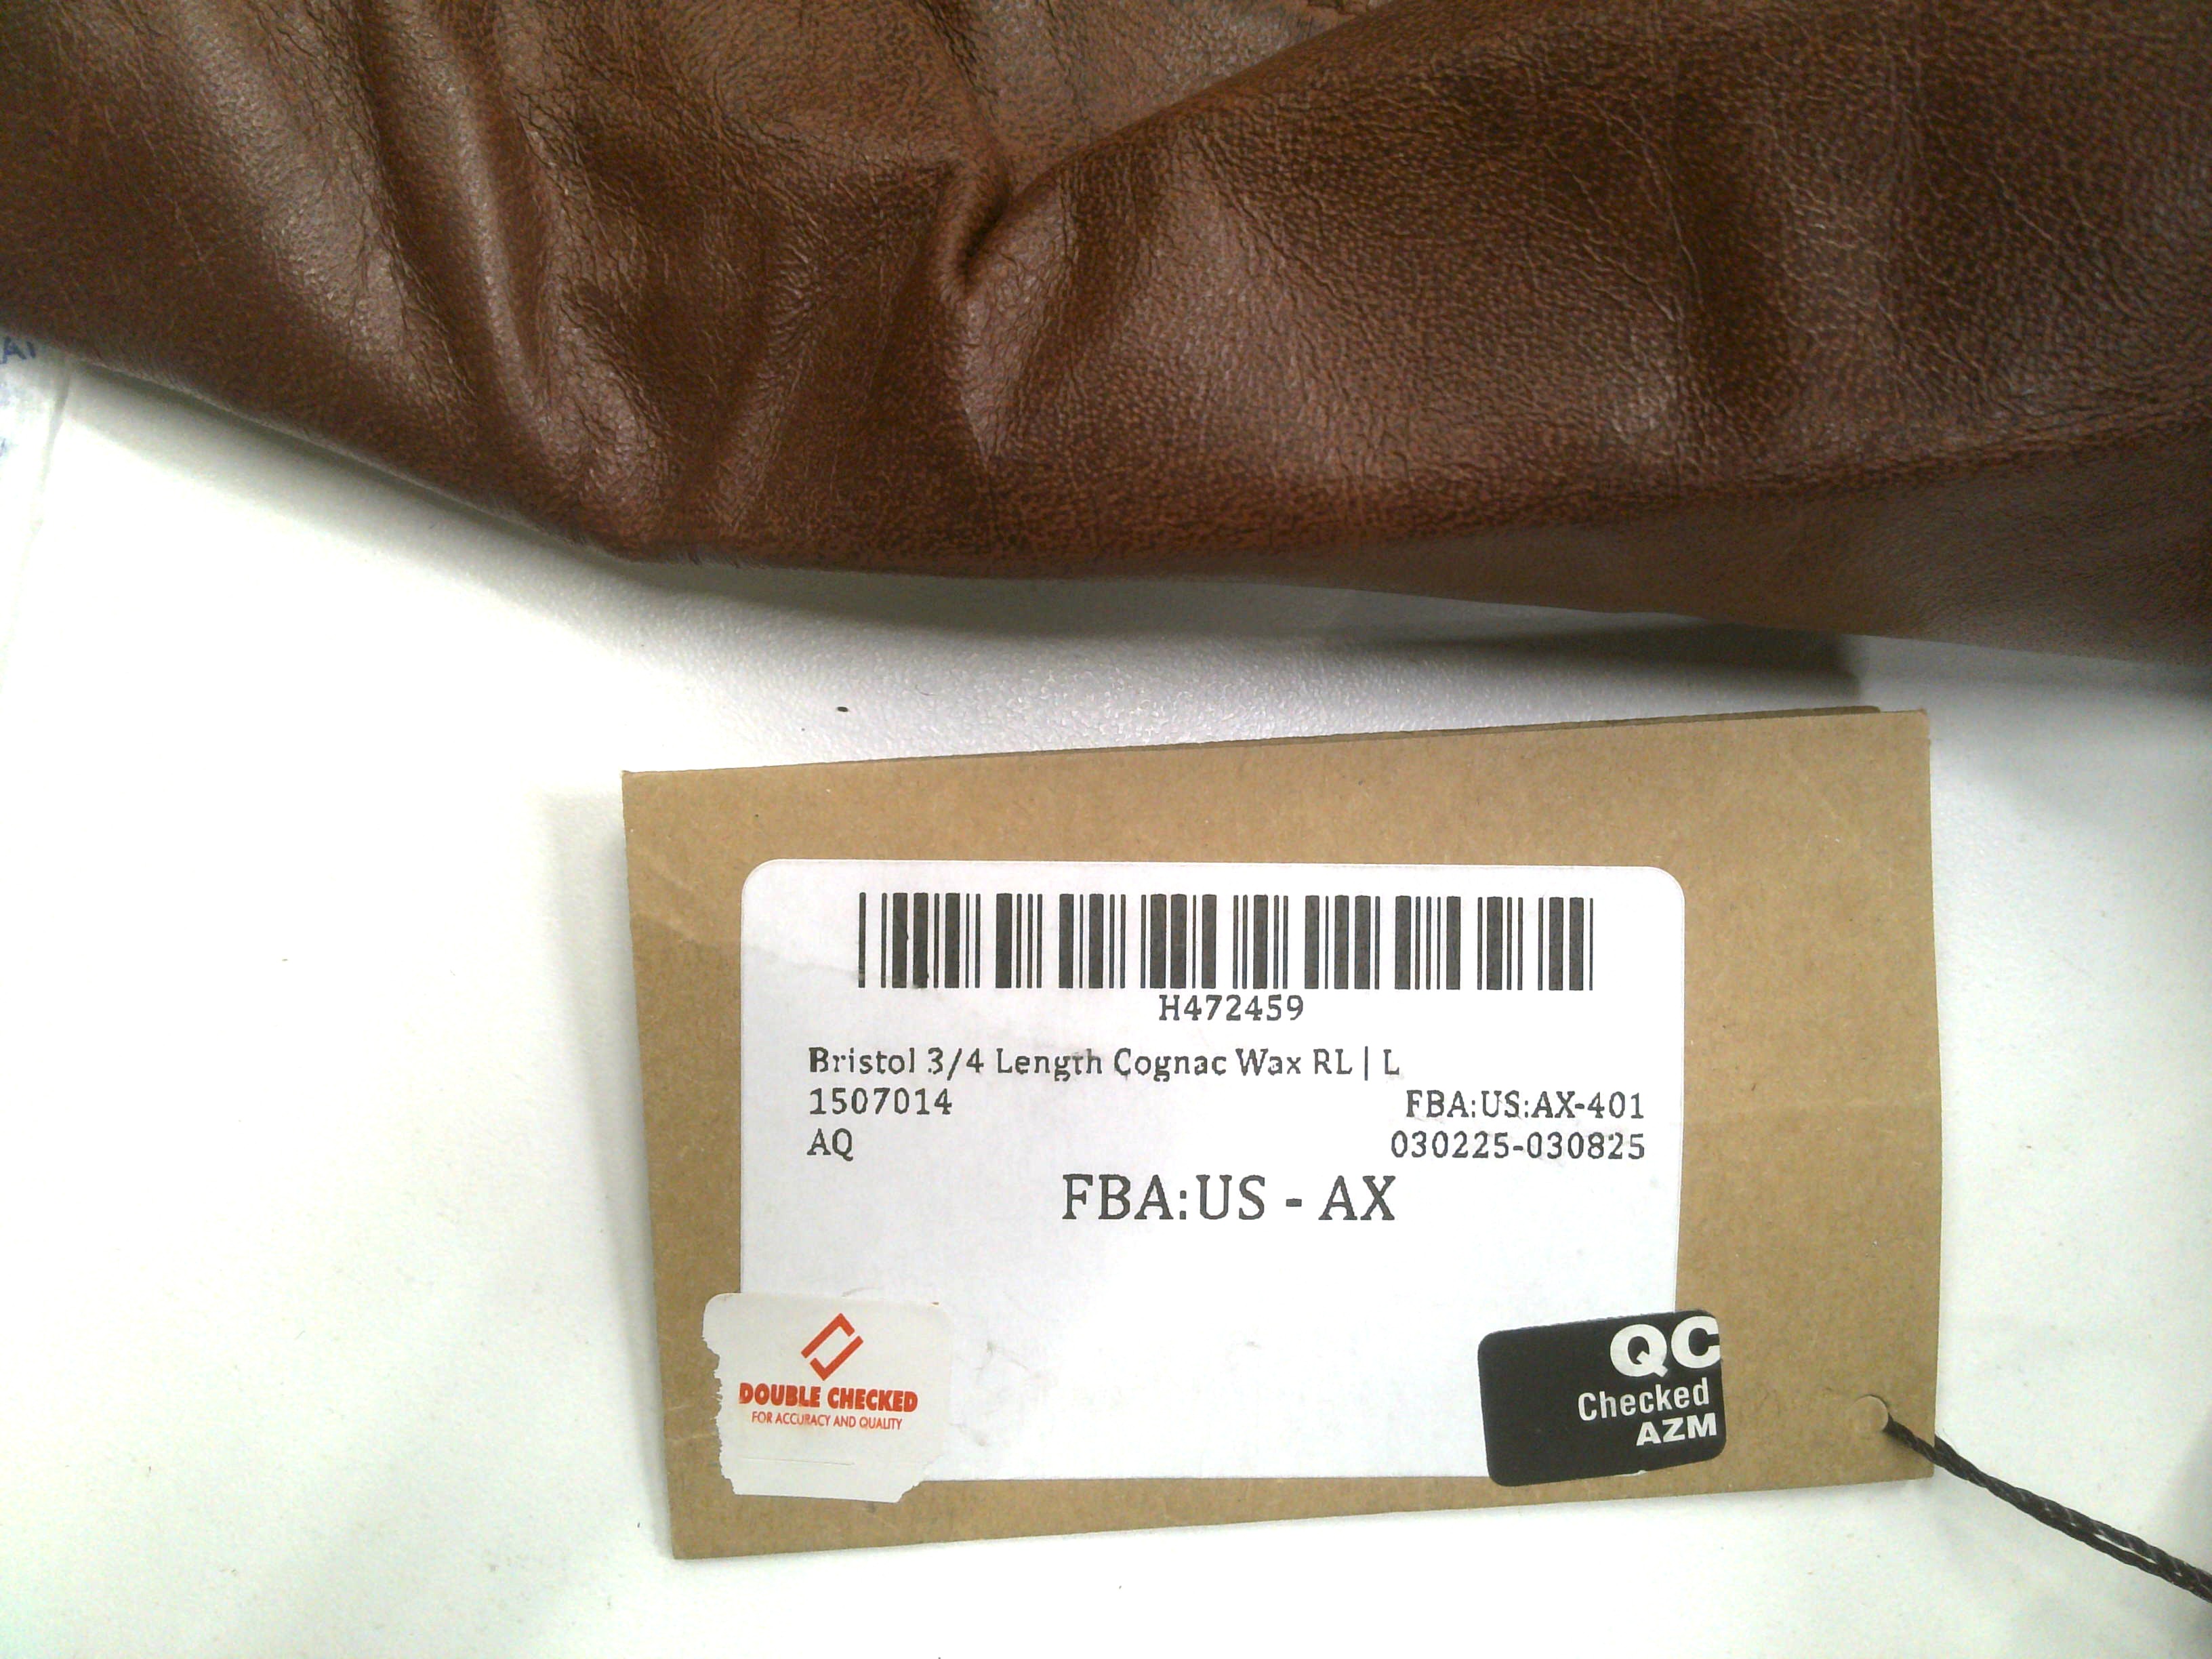 H472459
Bristol 3/4 Length Cognac Wax RL | L
1507014 FBA:US:AX-401
AQ 030225-030825
FBA:US - AX
DOUBLE CHECKED
FOR ACCURACY AND QUALITY
QC
Checked
AZM